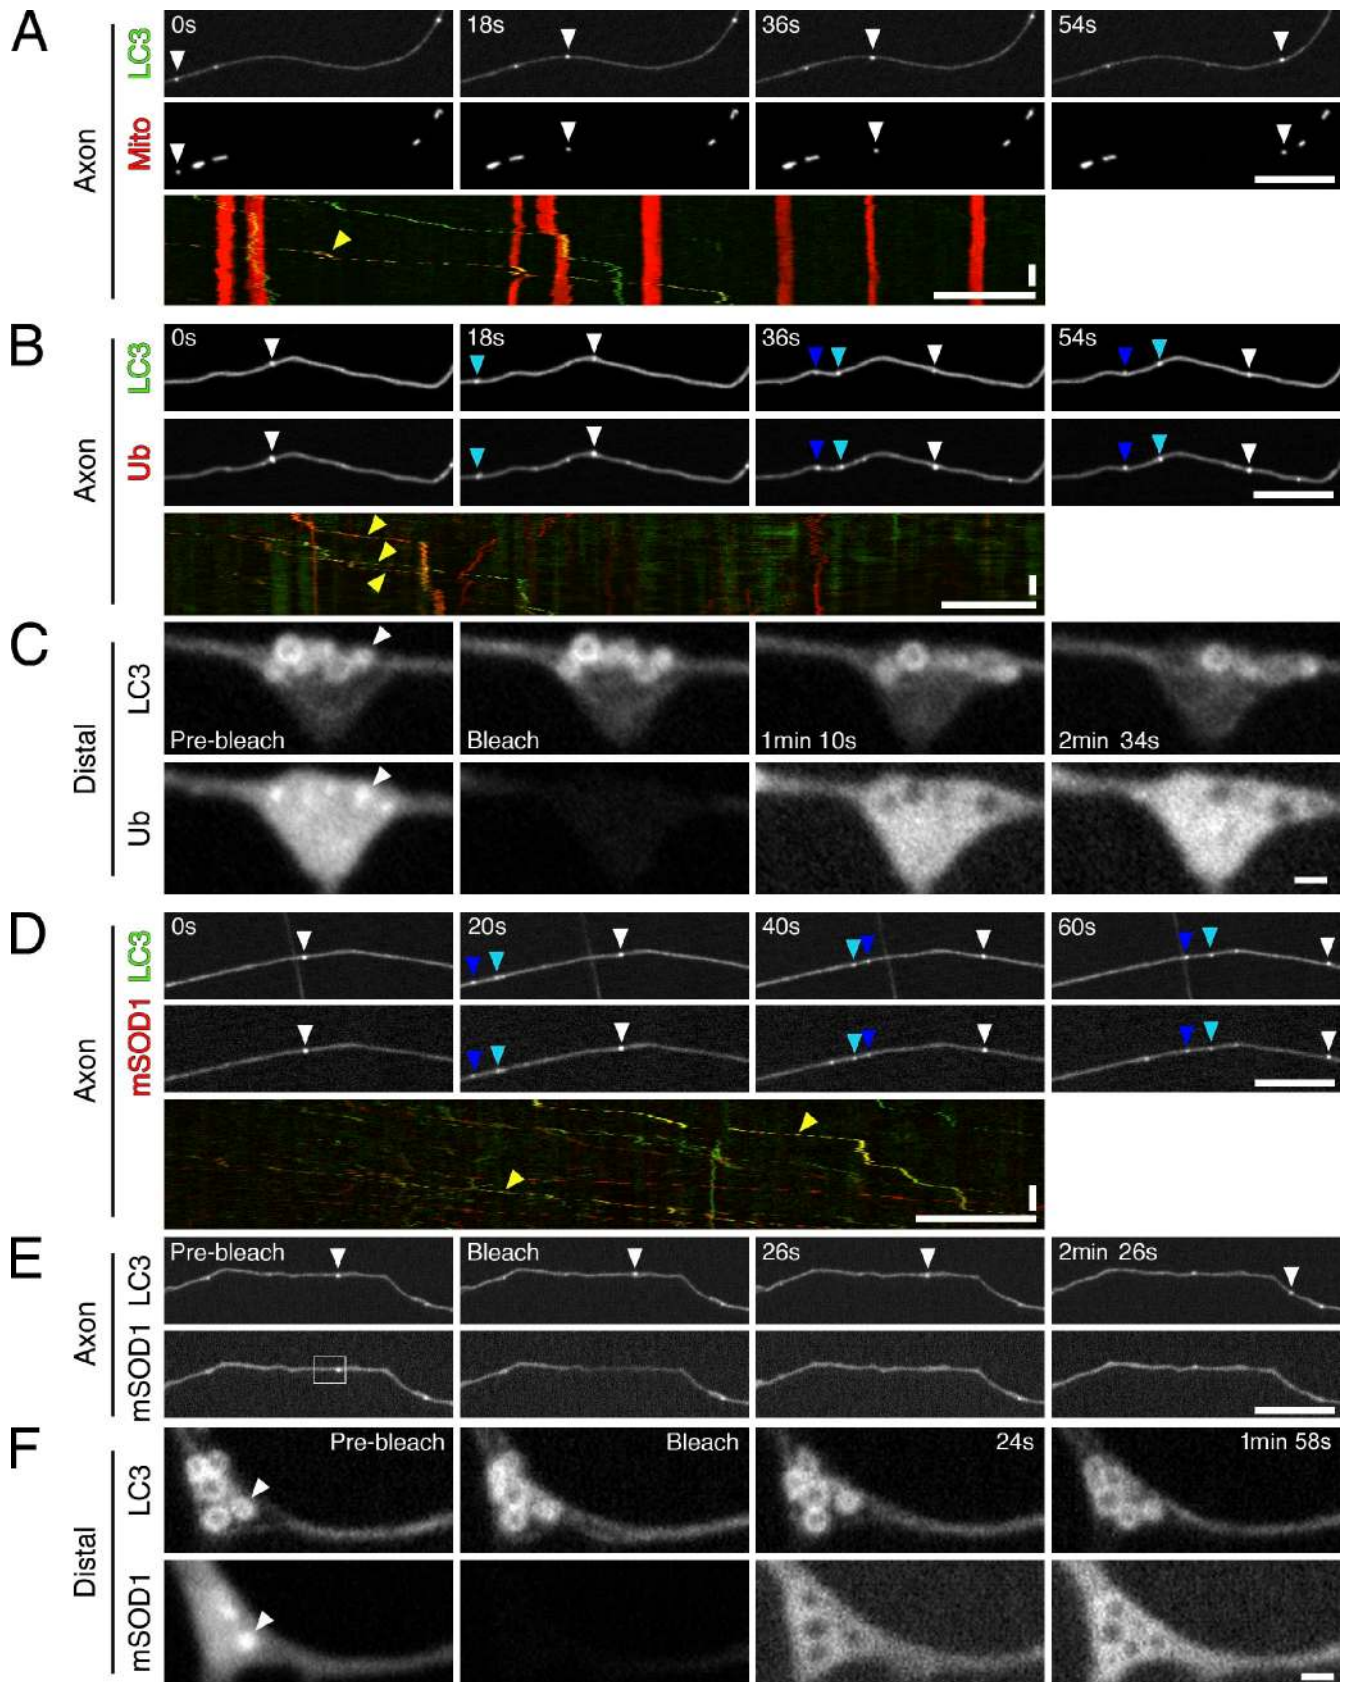 A
Axon
LC3
0s
18s
36s
54s
Mito
B
Axon
LC3
0s
18s
36s
54s
Axon
Ub
C
Distal
LC3
Pre-bleach
Bleach
1min 10s
2min 34s
Ub
D
Axon
LC3
0s
20s
40s
60s
mSOD1
E
Axon
LC3
Pre-bleach
Bleach
26s
2min 26s
mSOD1
F
Distal
LC3
Pre-bleach
Bleach
24s
1min 58s
mSOD1